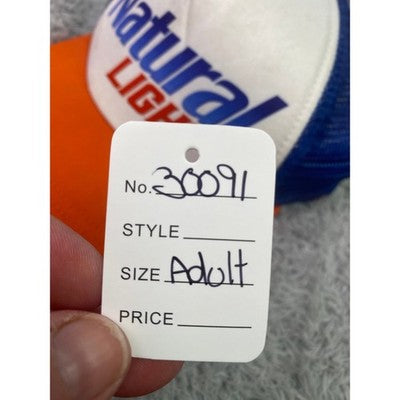 Natural
LIGH
No. 30091
STYLE
SIZE Adult
PRICE